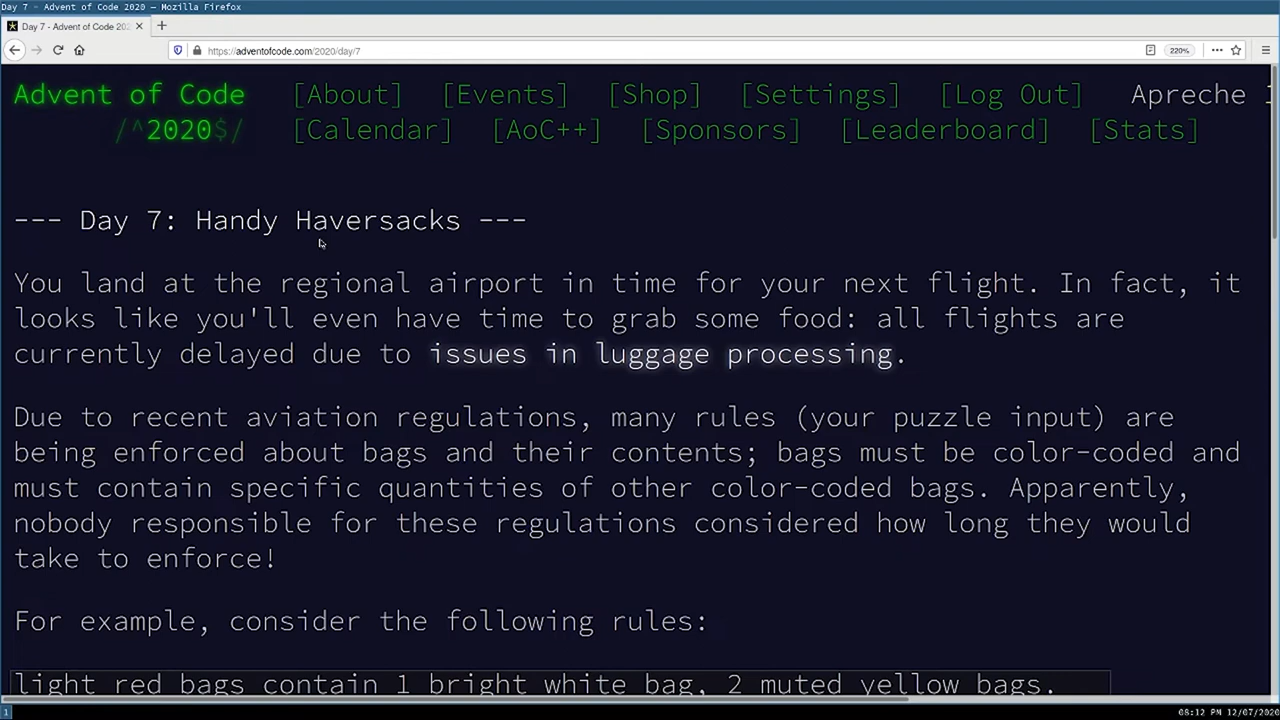 Day 7 - Advent of Code 2020 — Mozilla Firefox
Day 7 - Advent of Code 202
https://adventofcode.com/2020/day/7
220%
Advent of Code [About] [Events] [Shop] [Settings] [Log Out] Apreche
/^2020$/ [Calendar] [AoC++] [Sponsors] [Leaderboard] [Stats]
--- Day 7: Handy Haversacks ---
You land at the regional airport in time for your next flight. In fact, it
looks like you'll even have time to grab some food: all flights are
currently delayed due to issues in luggage processing.
Due to recent aviation regulations, many rules (your puzzle input) are
being enforced about bags and their contents; bags must be color-coded and
must contain specific quantities of other color-coded bags. Apparently,
nobody responsible for these regulations considered how long they would
take to enforce!
For example, consider the following rules:
light red bags contain 1 bright white bag, 2 muted yellow bags.
1
08:12 PM 12/07/2020